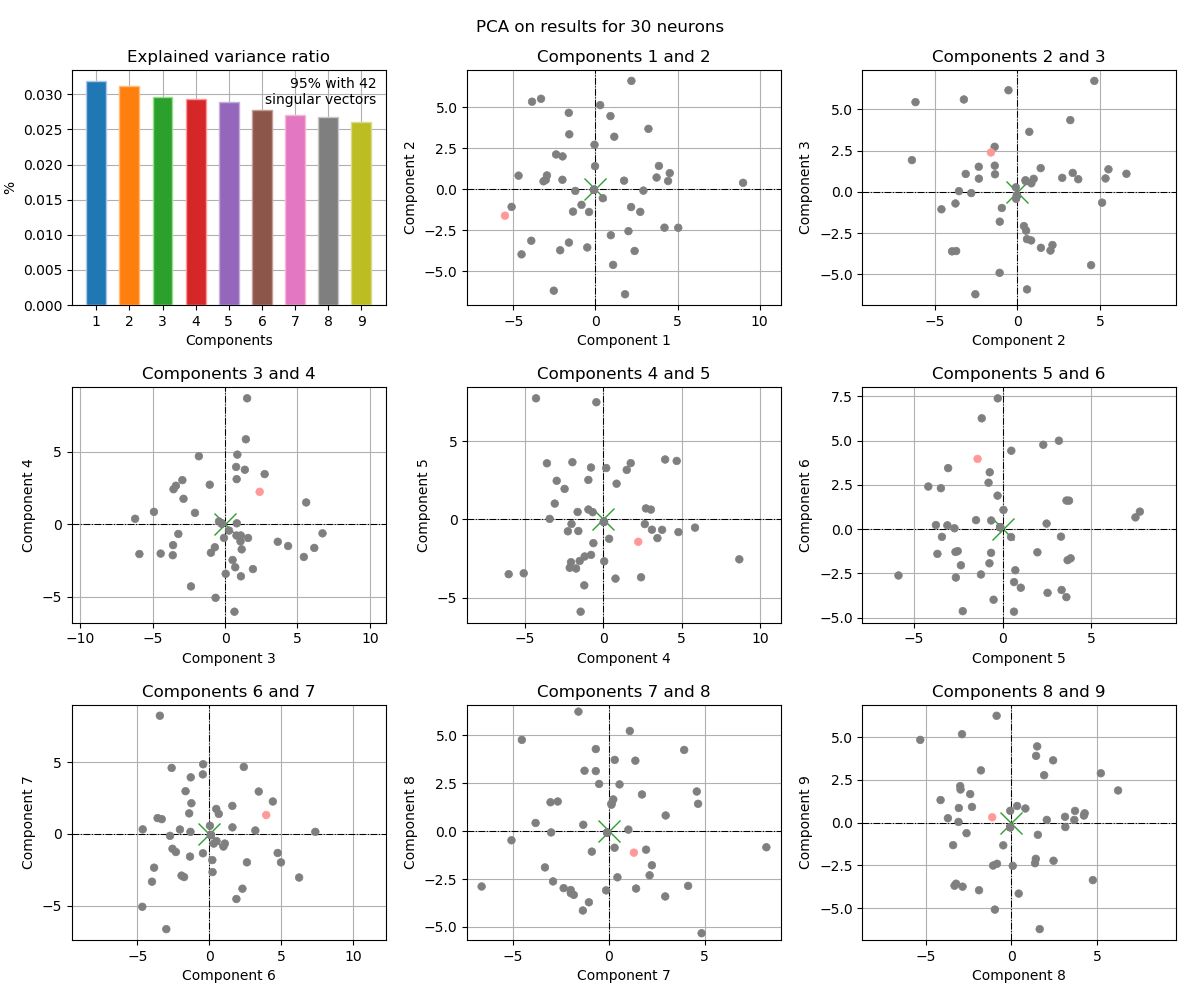 PCA on results for 30 neurons
Explained variance ratio
95% with 42
singular vectors
0.030
0.025
0.020
0.015
0.010
0.005
0.000
%
1 2 3 4 5 6 7 8 9
Components
Components 1 and 2
Component 2
5.0
2.5
0.0
−2.5
−5.0
−5 0 5 10
Component 1
Components 2 and 3
Component 3
5.0
2.5
0.0
−2.5
−5.0
−5 0 5
Component 2
Components 3 and 4
Component 4
5
0
−5
−10 −5 0 5 10
Component 3
Components 4 and 5
Component 5
5
0
−5
−5 0 5 10
Component 4
Components 5 and 6
Component 6
7.5
5.0
2.5
0.0
−2.5
−5.0
−5 0 5
Component 5
Components 6 and 7
Component 7
5
0
−5
−5 0 5 10
Component 6
Components 7 and 8
Component 8
5.0
2.5
0.0
−2.5
−5.0
−5 0 5
Component 7
Components 8 and 9
Component 9
5.0
2.5
0.0
−2.5
−5.0
−5 0 5
Component 8